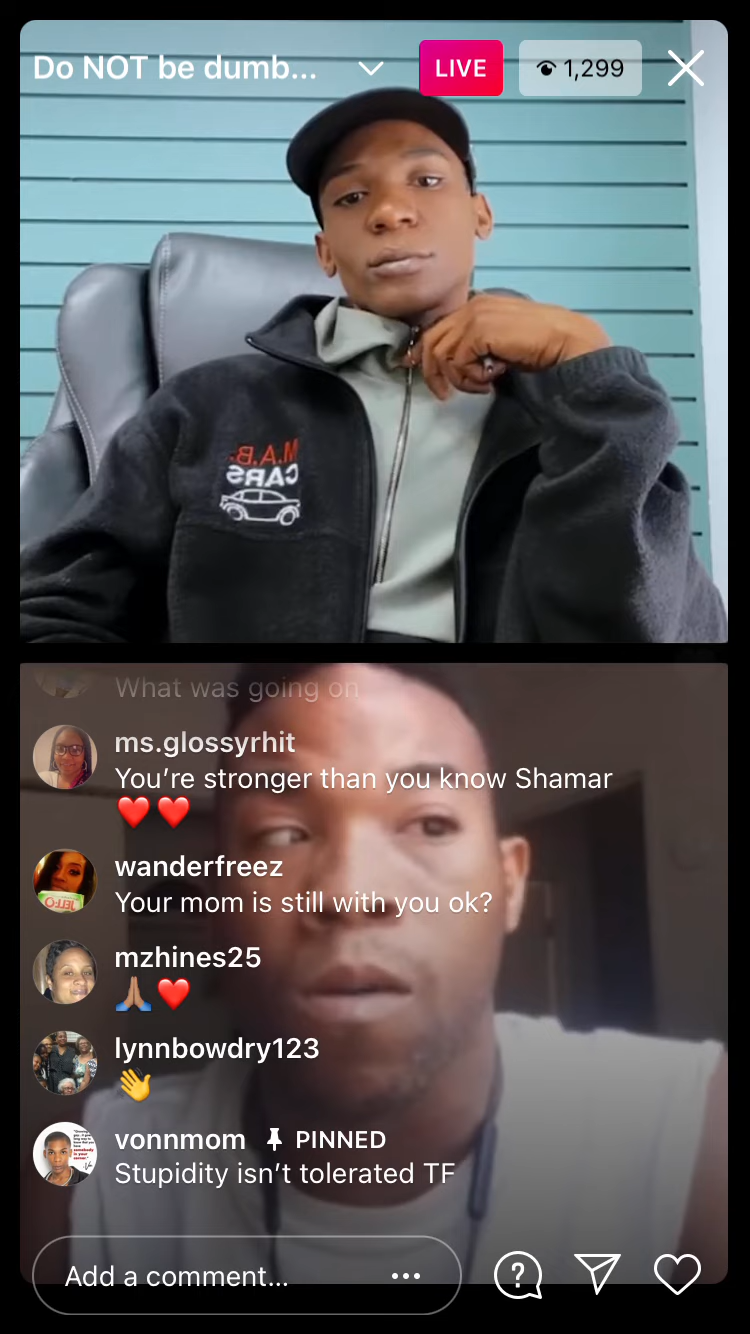 Do NOT be dumb...
LIVE
1,299
M.A.B.
CARS
What was going on
ms.glossyrhit
You’re stronger than you know Shamar
❤️❤️
wanderfreez
Your mom is still with you ok?
JELL-O
mzhines25
🙏🏽❤️
lynnbowdry123
👋
vonnmom PINNED
Stupidity isn’t tolerated TF
Add a comment...